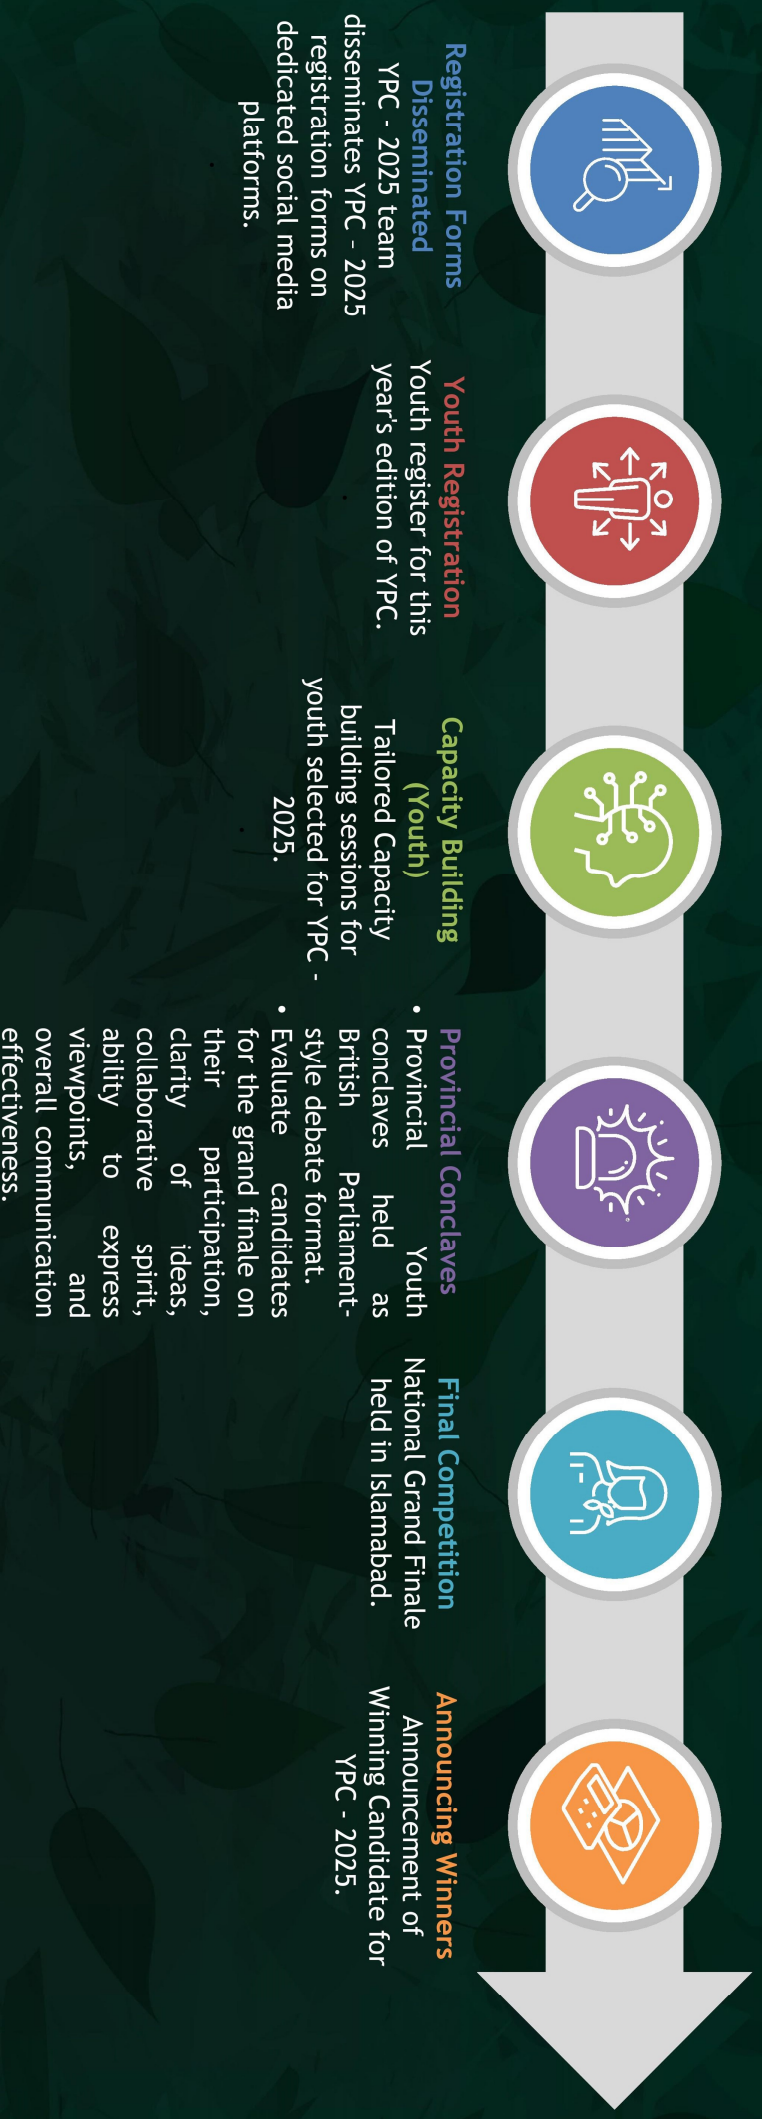 Registration Forms
Disseminated
YPC - 2025 team
disseminates YPC - 2025
registration forms on
dedicated social media
platforms.
Youth Registration
Youth register for this
year's edition of YPC.
Capacity Building
(Youth)
Tailored Capacity
building sessions for
youth selected for YPC -
2025.
Provincial Conclaves
• Provincial Youth
conclaves held as
British Parliament-
style debate format.
• Evaluate candidates
for the grand finale on
their participation,
clarity of ideas,
collaborative spirit,
ability to express
viewpoints, and
overall communication
effectiveness.
Final Competition
National Grand Finale
held in Islamabad.
Announcing Winners
Announcement of
Winning Candidate for
YPC - 2025.